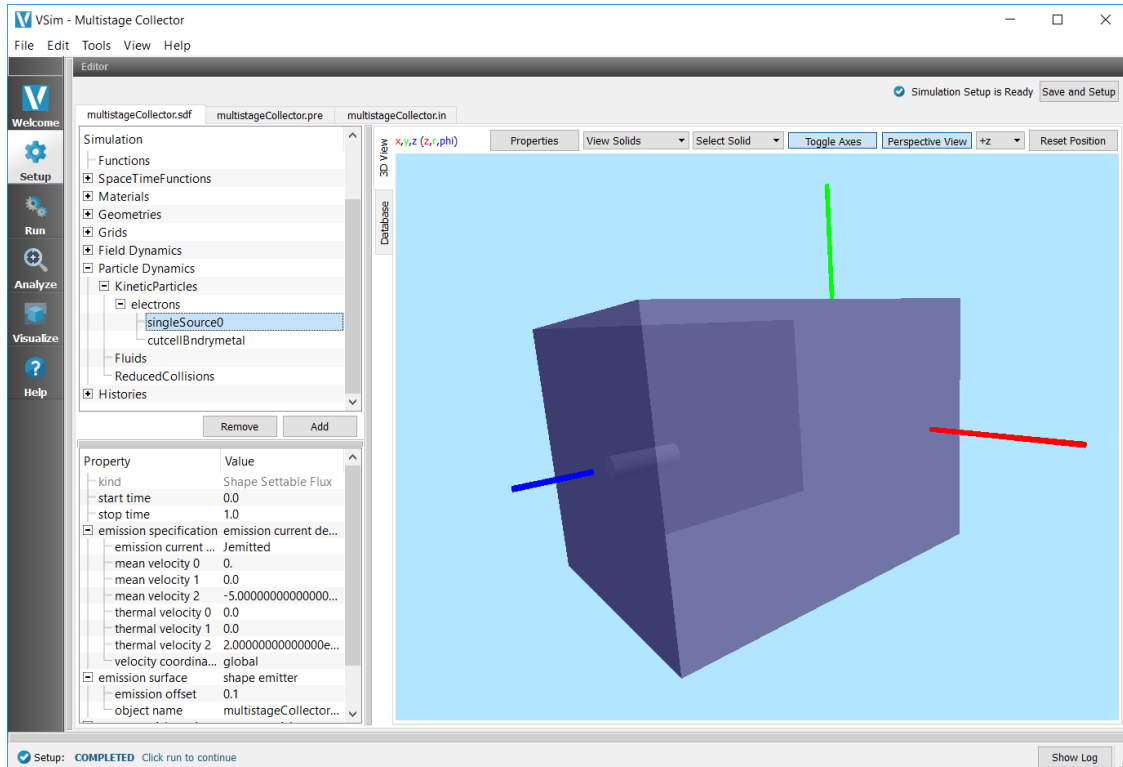 VSim - Multistage Collector
File Edit Tools View Help
Editor
Simulation Setup is Ready Save and Setup
Welcome
Setup
Run
Analyze
Visualize
Help
multistageCollector.sdf multistageCollector.pre multistageCollector.in
Simulation
Functions
SpaceTimeFunctions
Materials
Geometries
Grids
Field Dynamics
Particle Dynamics
KineticParticles
electrons
singleSource0
cutcellBndrymetal
Fluids
ReducedCollisions
Histories
Remove Add
Property Value
kind Shape Settable Flux
start time 0.0
stop time 1.0
emission specification emission current de...
emission current ... Jemitted
mean velocity 0 0.
mean velocity 1 0.0
mean velocity 2 -5.00000000000000...
thermal velocity 0 0.0
thermal velocity 1 0.0
thermal velocity 2 2.00000000000000e...
velocity coordina... global
emission surface shape emitter
emission offset 0.1
object name multistageCollector...
3D View
Database
x,y,z (z,r,phi) Properties View Solids Select Solid Toggle Axes Perspective View +z Reset Position
Setup: COMPLETED Click run to continue Show Log